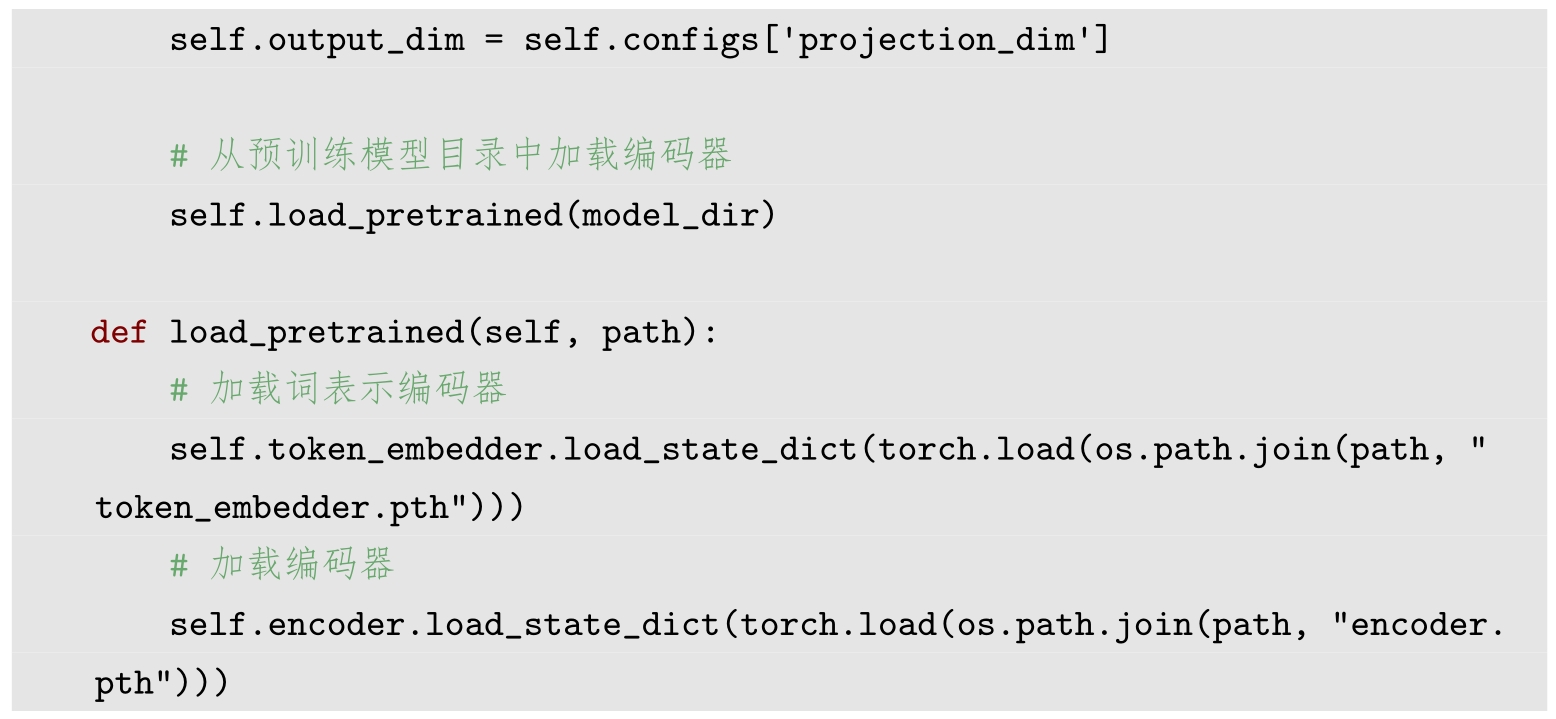 self.output_dim = self.configs['projection_dim']
# 从预训练模型目录中加载编码器
self.load_pretrained(model_dir)
def load_pretrained(self, path):
# 加载词表示编码器
self.token_embedder.load_state_dict(torch.load(os.path.join(path, "
token_embedder.pth")))
# 加载编码器
self.encoder.load_state_dict(torch.load(os.path.join(path, "encoder.
pth")))